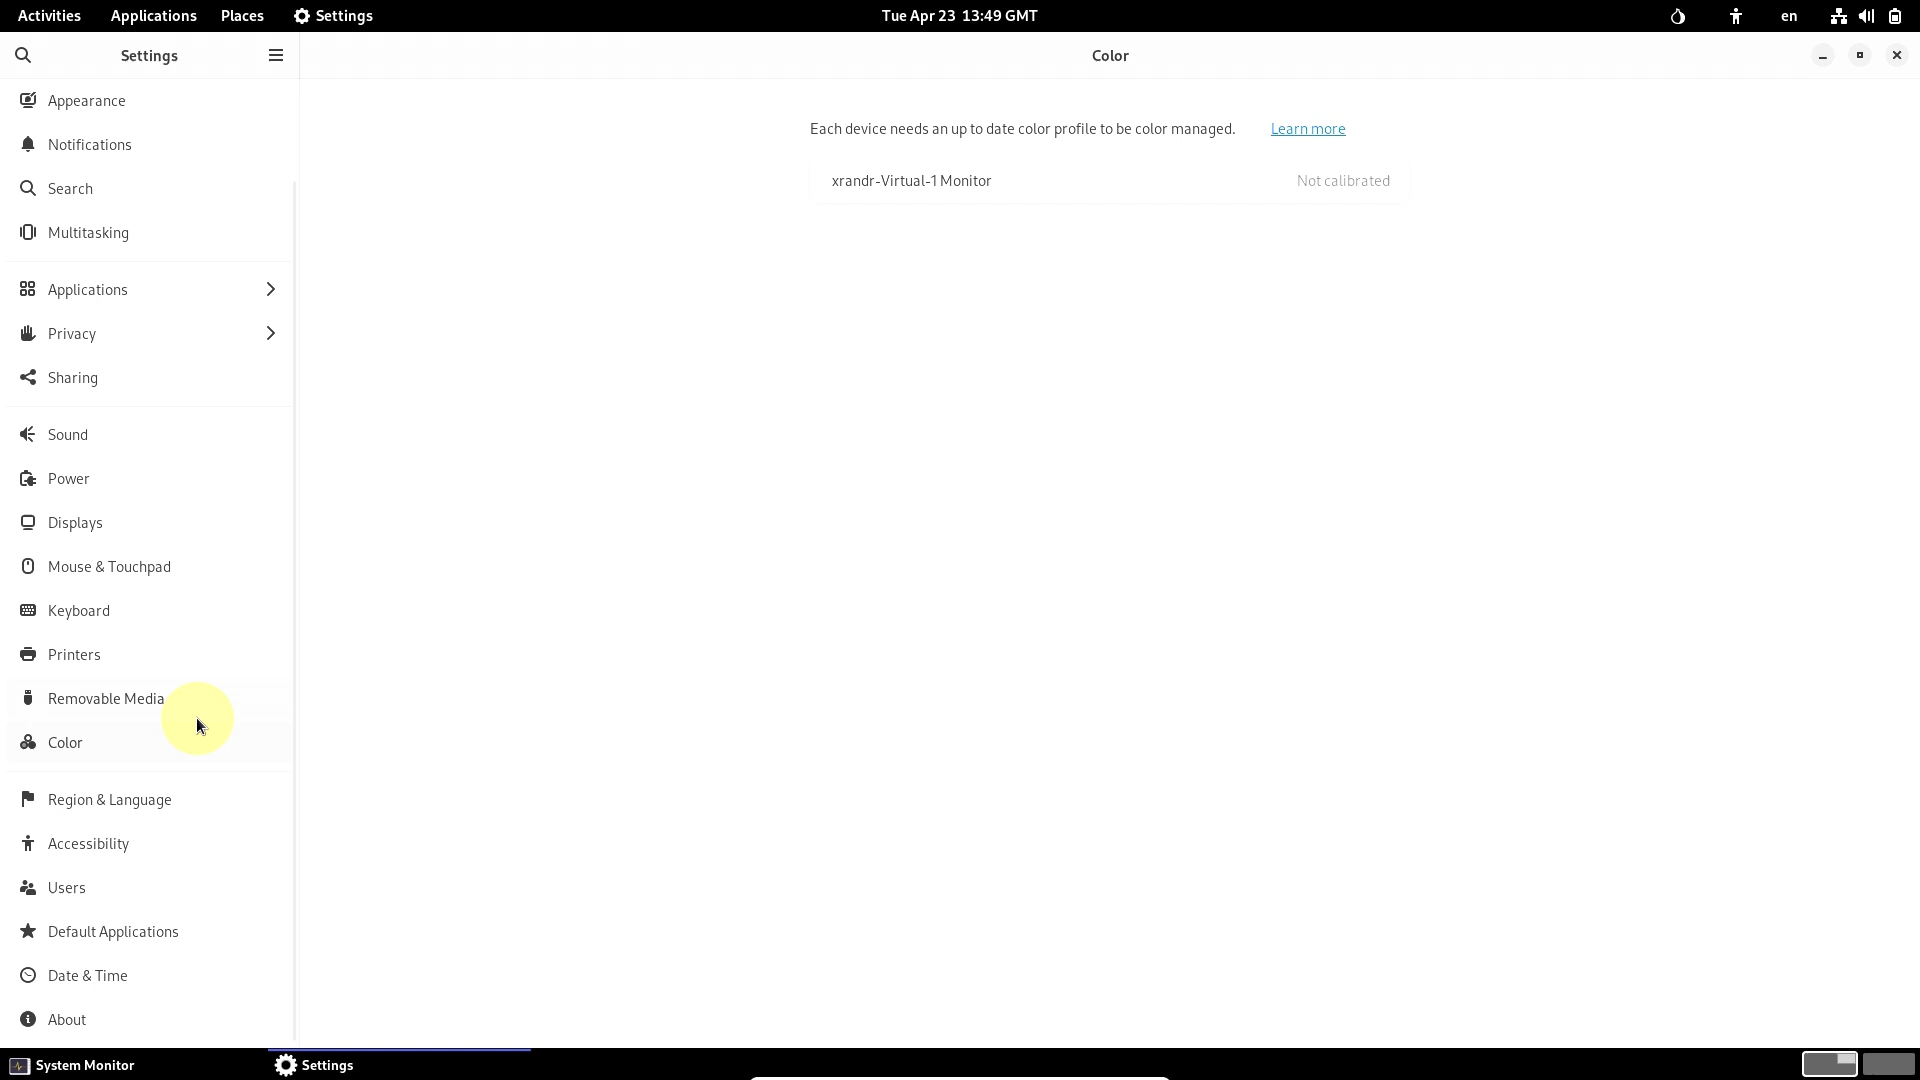 Activities Applications Places Settings Tue Apr 23 13:49 GMT en
Settings
Color
Appearance
Notifications
Search
Multitasking
Applications
Privacy
Sharing
Sound
Power
Displays
Mouse & Touchpad
Keyboard
Printers
Removable Media
Color
Region & Language
Accessibility
Users
Default Applications
Date & Time
About
Each device needs an up to date color profile to be color managed. Learn more
xrandr-Virtual-1 Monitor Not calibrated
System Monitor Settings